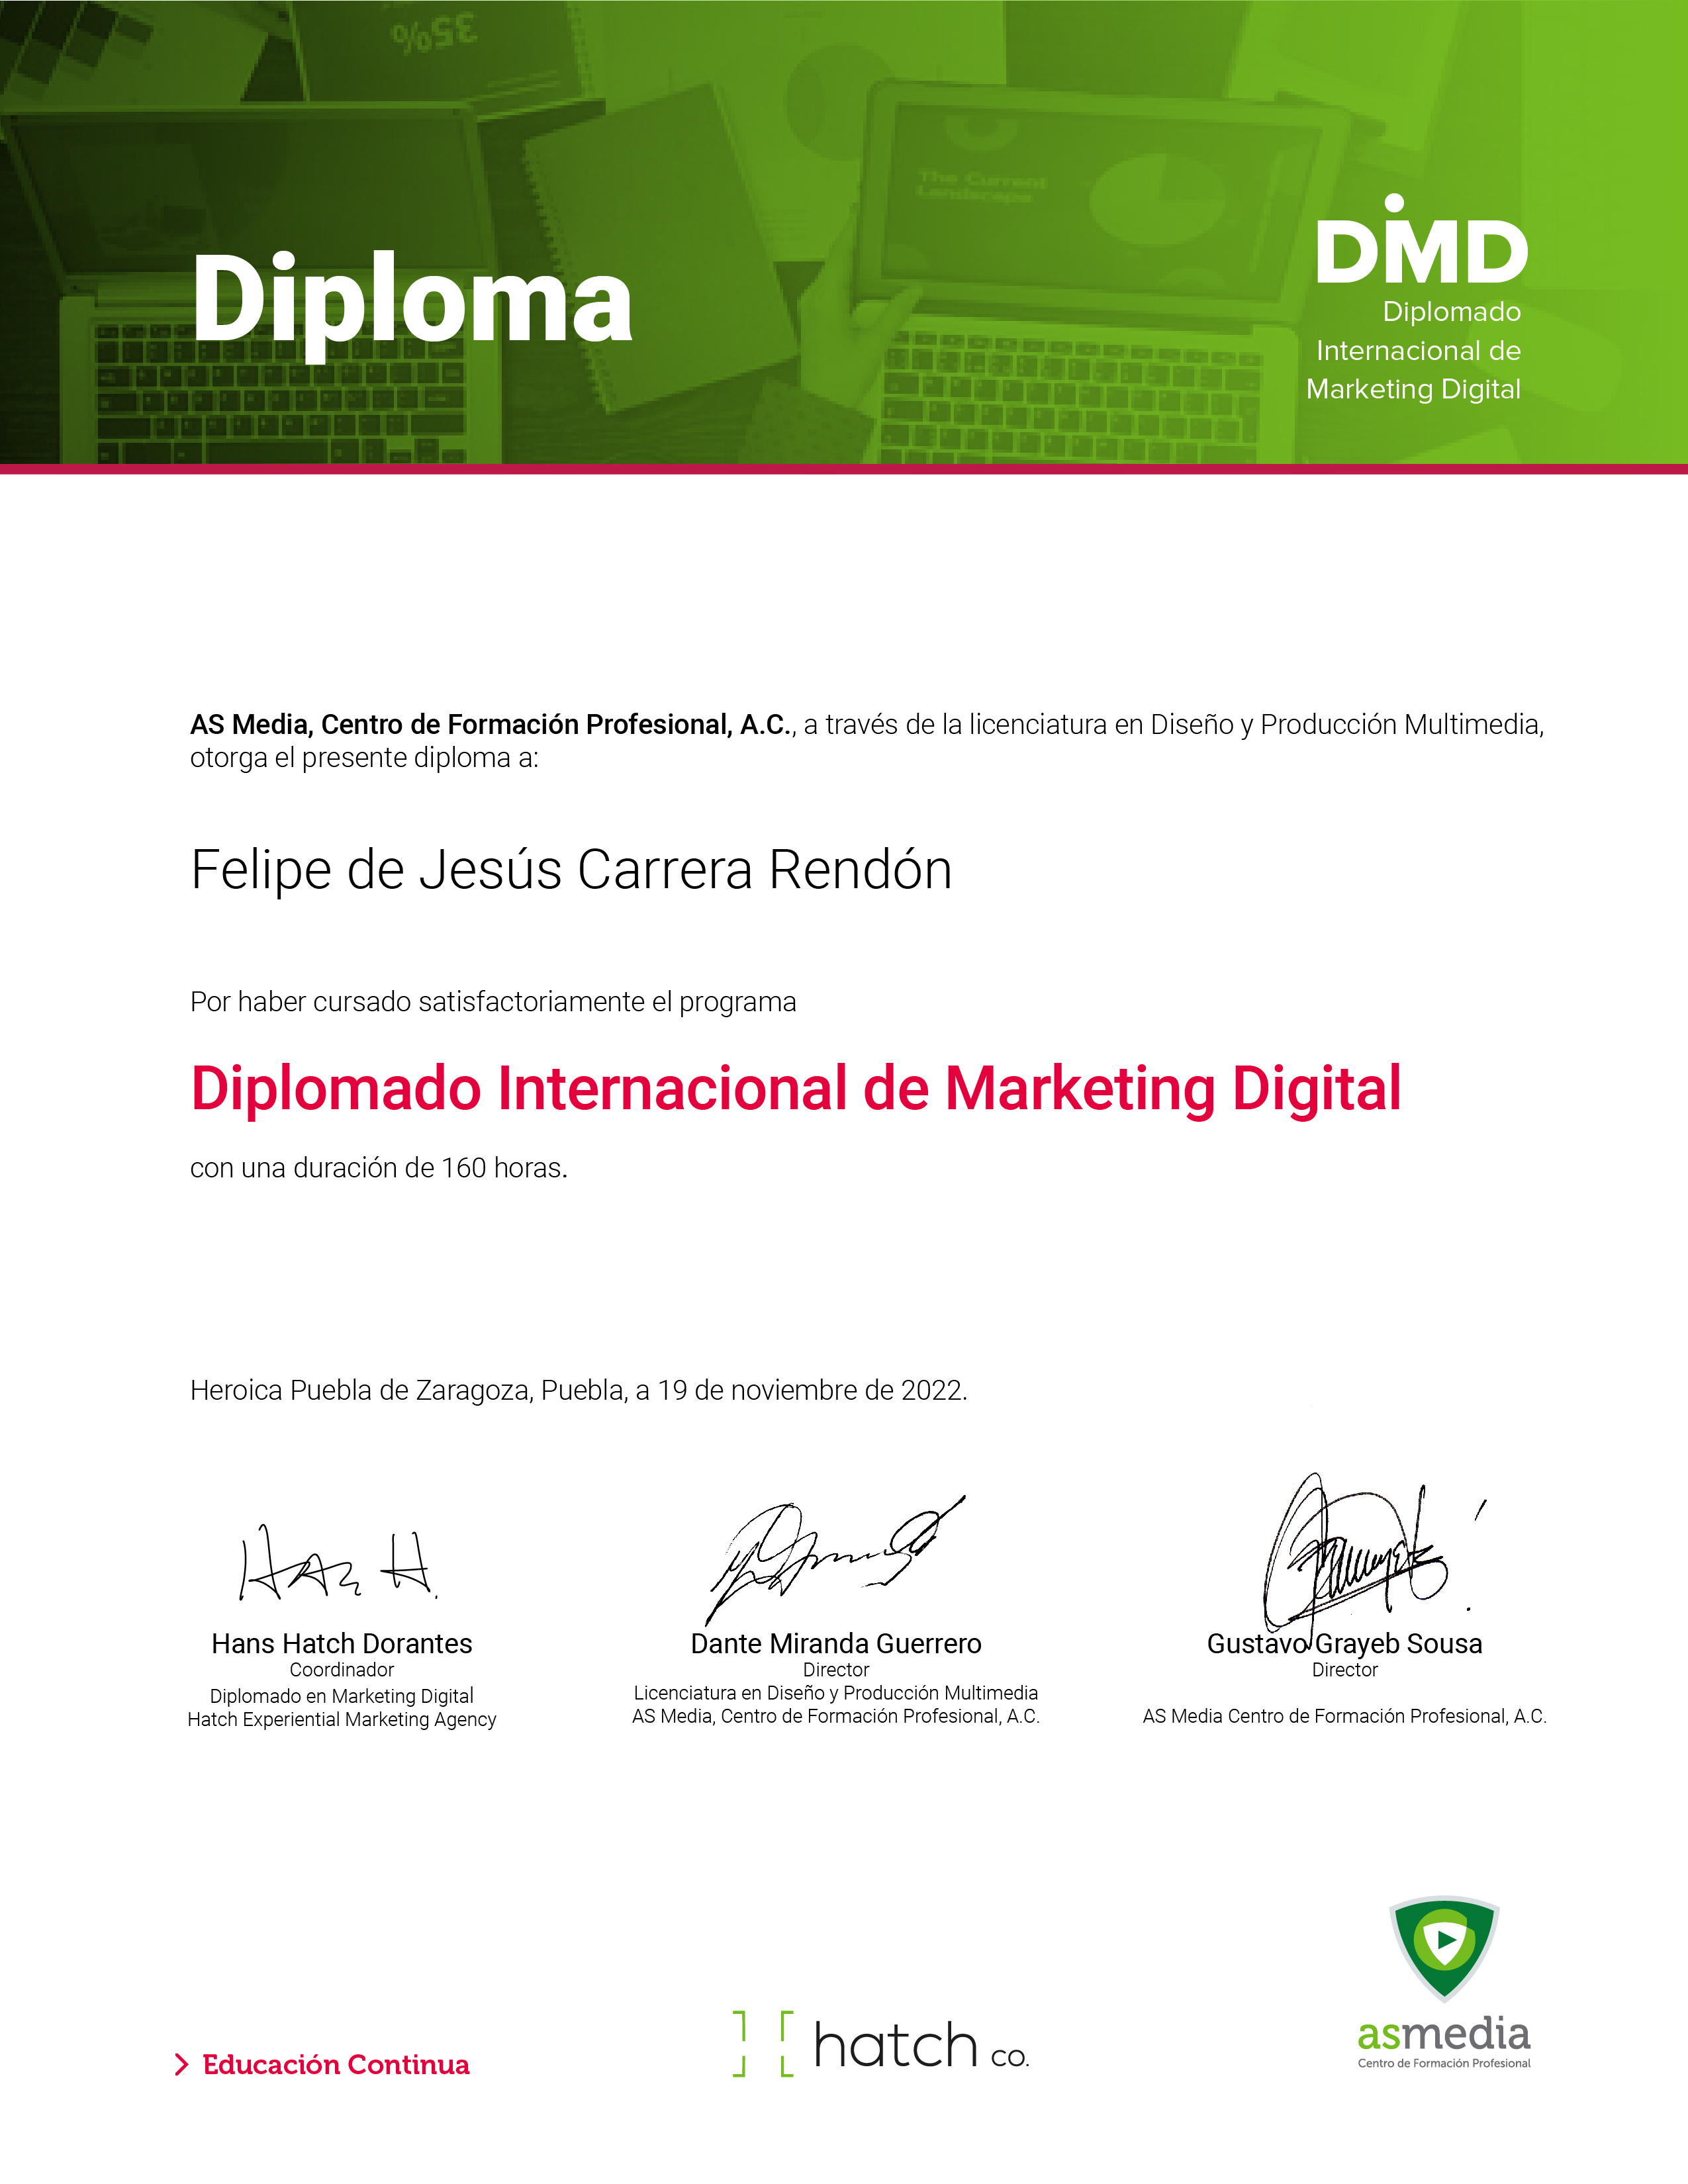 35%
The Current
Landscape
Diploma
DiMD
Diplomado
Internacional de
Marketing Digital
AS Media, Centro de Formación Profesional, A.C., a través de la licenciatura en Diseño y Producción Multimedia,
otorga el presente diploma a:
Felipe de Jesús Carrera Rendón
Por haber cursado satisfactoriamente el programa
Diplomado Internacional de Marketing Digital
con una duración de 160 horas.
Heroica Puebla de Zaragoza, Puebla, a 19 de noviembre de 2022.
Hans Hatch Dorantes
Coordinador
Diplomado en Marketing Digital
Hatch Experiential Marketing Agency
Dante Miranda Guerrero
Director
Licenciatura en Diseño y Producción Multimedia
AS Media, Centro de Formación Profesional, A.C.
Gustavo Grayeb Sousa
Director
AS Media Centro de Formación Profesional, A.C.
Educación Continua
hatch co.
asmedia
Centro de Formación Profesional